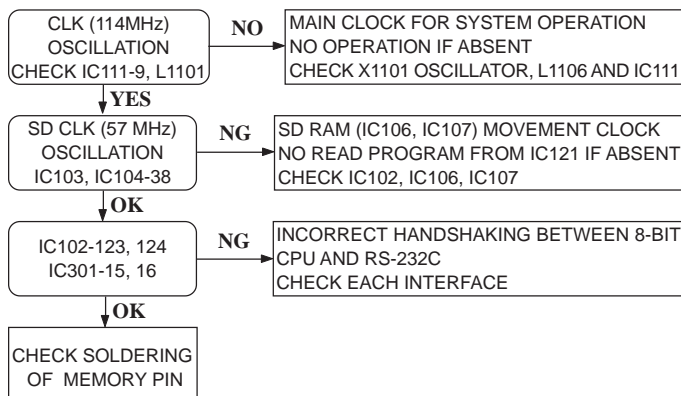 CLK (114MHz)
OSCILLATION
CHECK IC111-9, L1101
NO
MAIN CLOCK FOR SYSTEM OPERATION
NO OPERATION IF ABSENT
CHECK X1101 OSCILLATOR, L1106 AND IC111
YES
SD CLK (57 MHz)
OSCILLATION
IC103, IC104-38
NG
SD RAM (IC106, IC107) MOVEMENT CLOCK
NO READ PROGRAM FROM IC121 IF ABSENT
CHECK IC102, IC106, IC107
OK
IC102-123, 124
IC301-15, 16
NG
INCORRECT HANDSHAKING BETWEEN 8-BIT
CPU AND RS-232C
CHECK EACH INTERFACE
OK
CHECK SOLDERING
OF MEMORY PIN